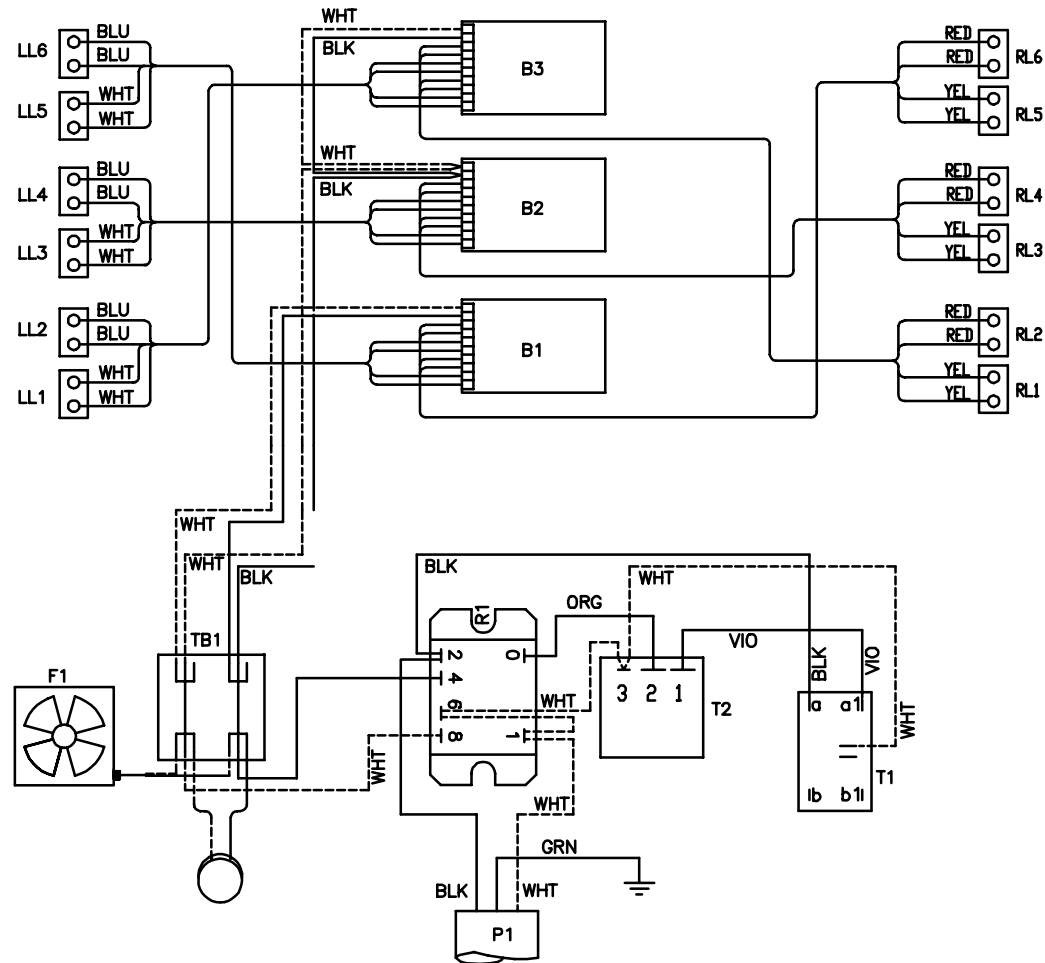 WHT
BLK
LL6 BLU
BLU
LL5 WHT
WHT
B3
RED
RED RL6
YEL
YEL RL5
WHT
BLK
LL4 BLU
BLU
LL3 WHT
WHT
B2
RED
RED RL4
YEL
YEL RL3
LL2 BLU
BLU
LL1 WHT
WHT
B1
RED
RED RL2
YEL
YEL RL1
WHT
WHT
BLK
BLK
WHT
ORG
R1
VIO
BLK
VIO
TB1
F1
2 0
4
6
8 1
WHT
3 2 1
T2
a a1
WHT
b b1
T1
WHT
WHT
GRN
BLK
WHT
P1